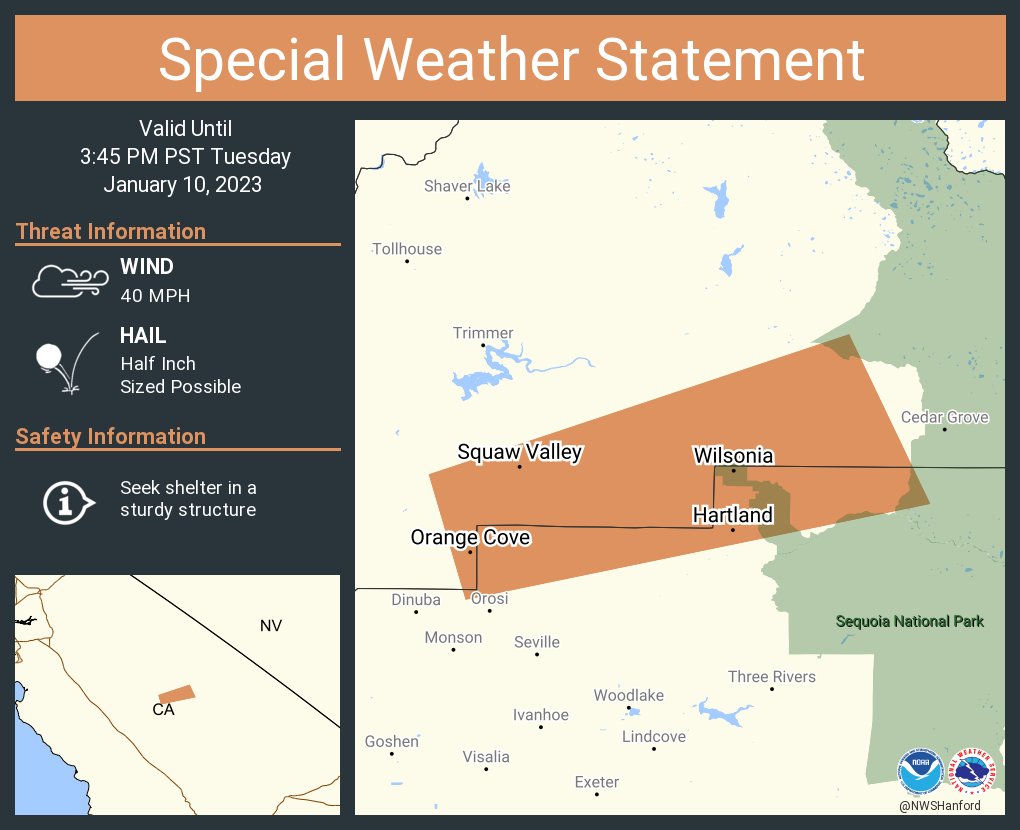 Special Weather Statement
Valid Until
3:45 PM PST Tuesday
January 10, 2023
Threat Information
WIND
40 MPH
HAIL
Half Inch
Sized Possible
Safety Information
Seek shelter in a
sturdy structure
NV
CA
Shaver Lake
Tollhouse
Trimmer
Cedar Grove
Squaw Valley
Wilsonia
Hartland
Orange Cove
Dinuba
Orosi
Monson
Seville
Sequoia National Park
Three Rivers
Woodlake
Ivanhoe
Lindcove
Goshen
Visalia
Exeter
NOAA
NATIONAL WEATHER SERVICE
@NWSHanford